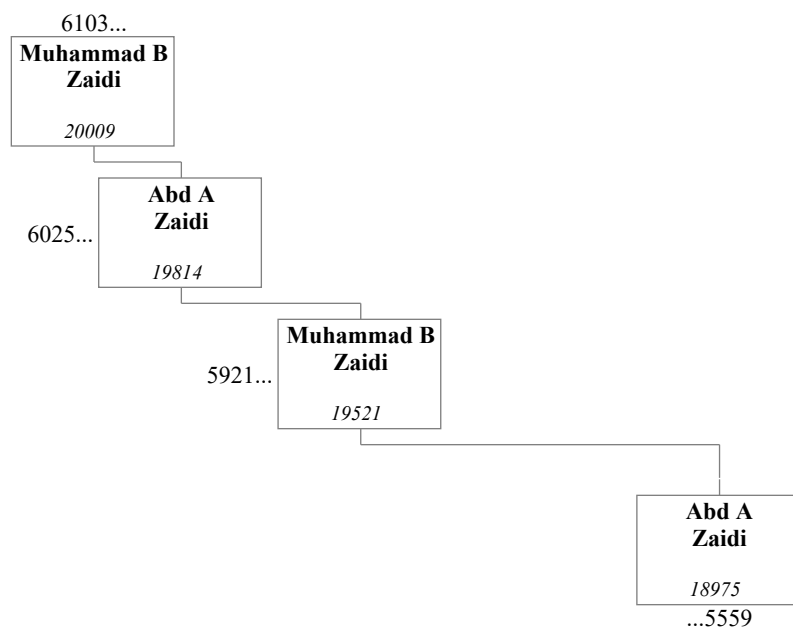 6103...
Muhammad B
Zaidi
20009
Abd A
Zaidi
6025...
19814
Muhammad B
Zaidi
5921...
19521
Abd A
Zaidi
18975
...5559